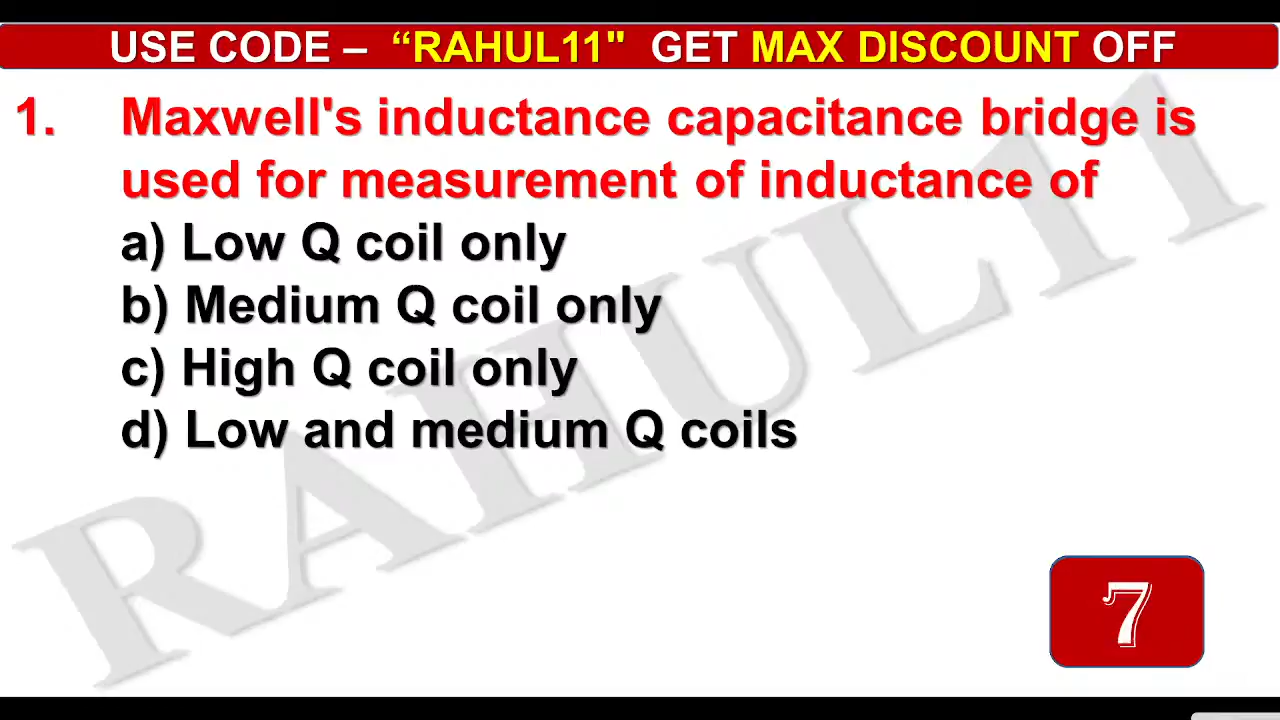 USE CODE – “RAHUL11" GET MAX DISCOUNT OFF
1. Maxwell's inductance capacitance bridge is
used for measurement of inductance of
a) Low Q coil only
b) Medium Q coil only
c) High Q coil only
d) Low and medium Q coils
RAHUL11
7